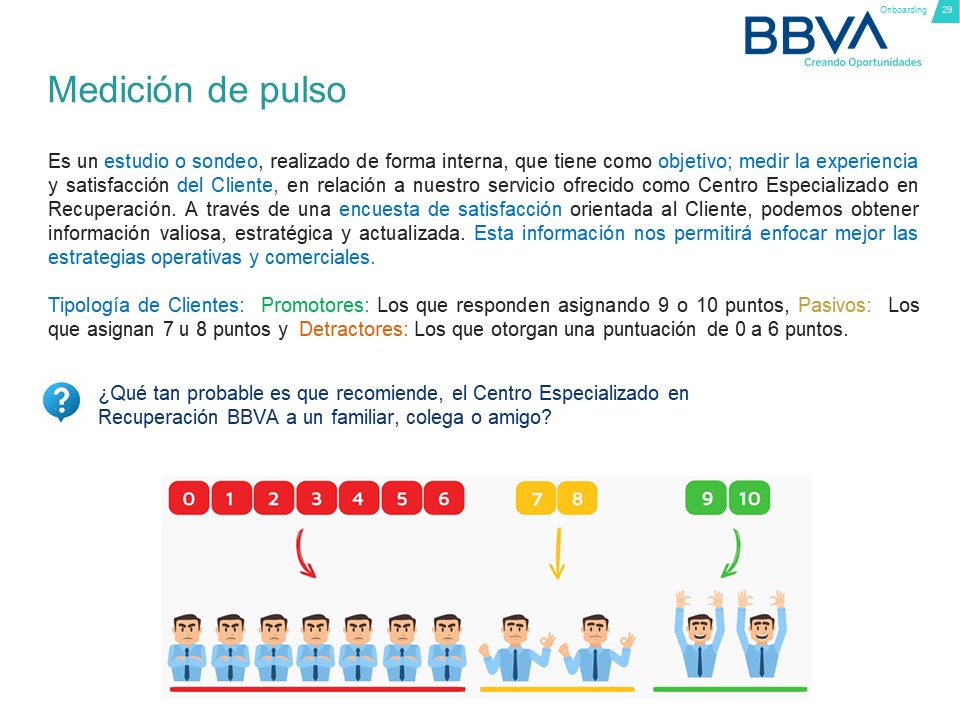 Onboarding 29
BBVA
Creando Oportunidades
Medición de pulso
Es un estudio o sondeo, realizado de forma interna, que tiene como objetivo; medir la experiencia
y satisfacción del Cliente, en relación a nuestro servicio ofrecido como Centro Especializado en
Recuperación. A través de una encuesta de satisfacción orientada al Cliente, podemos obtener
información valiosa, estratégica y actualizada. Esta información nos permitirá enfocar mejor las
estrategias operativas y comerciales.
Tipología de Clientes: Promotores: Los que responden asignando 9 o 10 puntos, Pasivos: Los
que asignan 7 u 8 puntos y Detractores: Los que otorgan una puntuación de 0 a 6 puntos.
?
¿Qué tan probable es que recomiende, el Centro Especializado en
Recuperación BBVA a un familiar, colega o amigo?
0 1 2 3 4 5 6 7 8 9 10